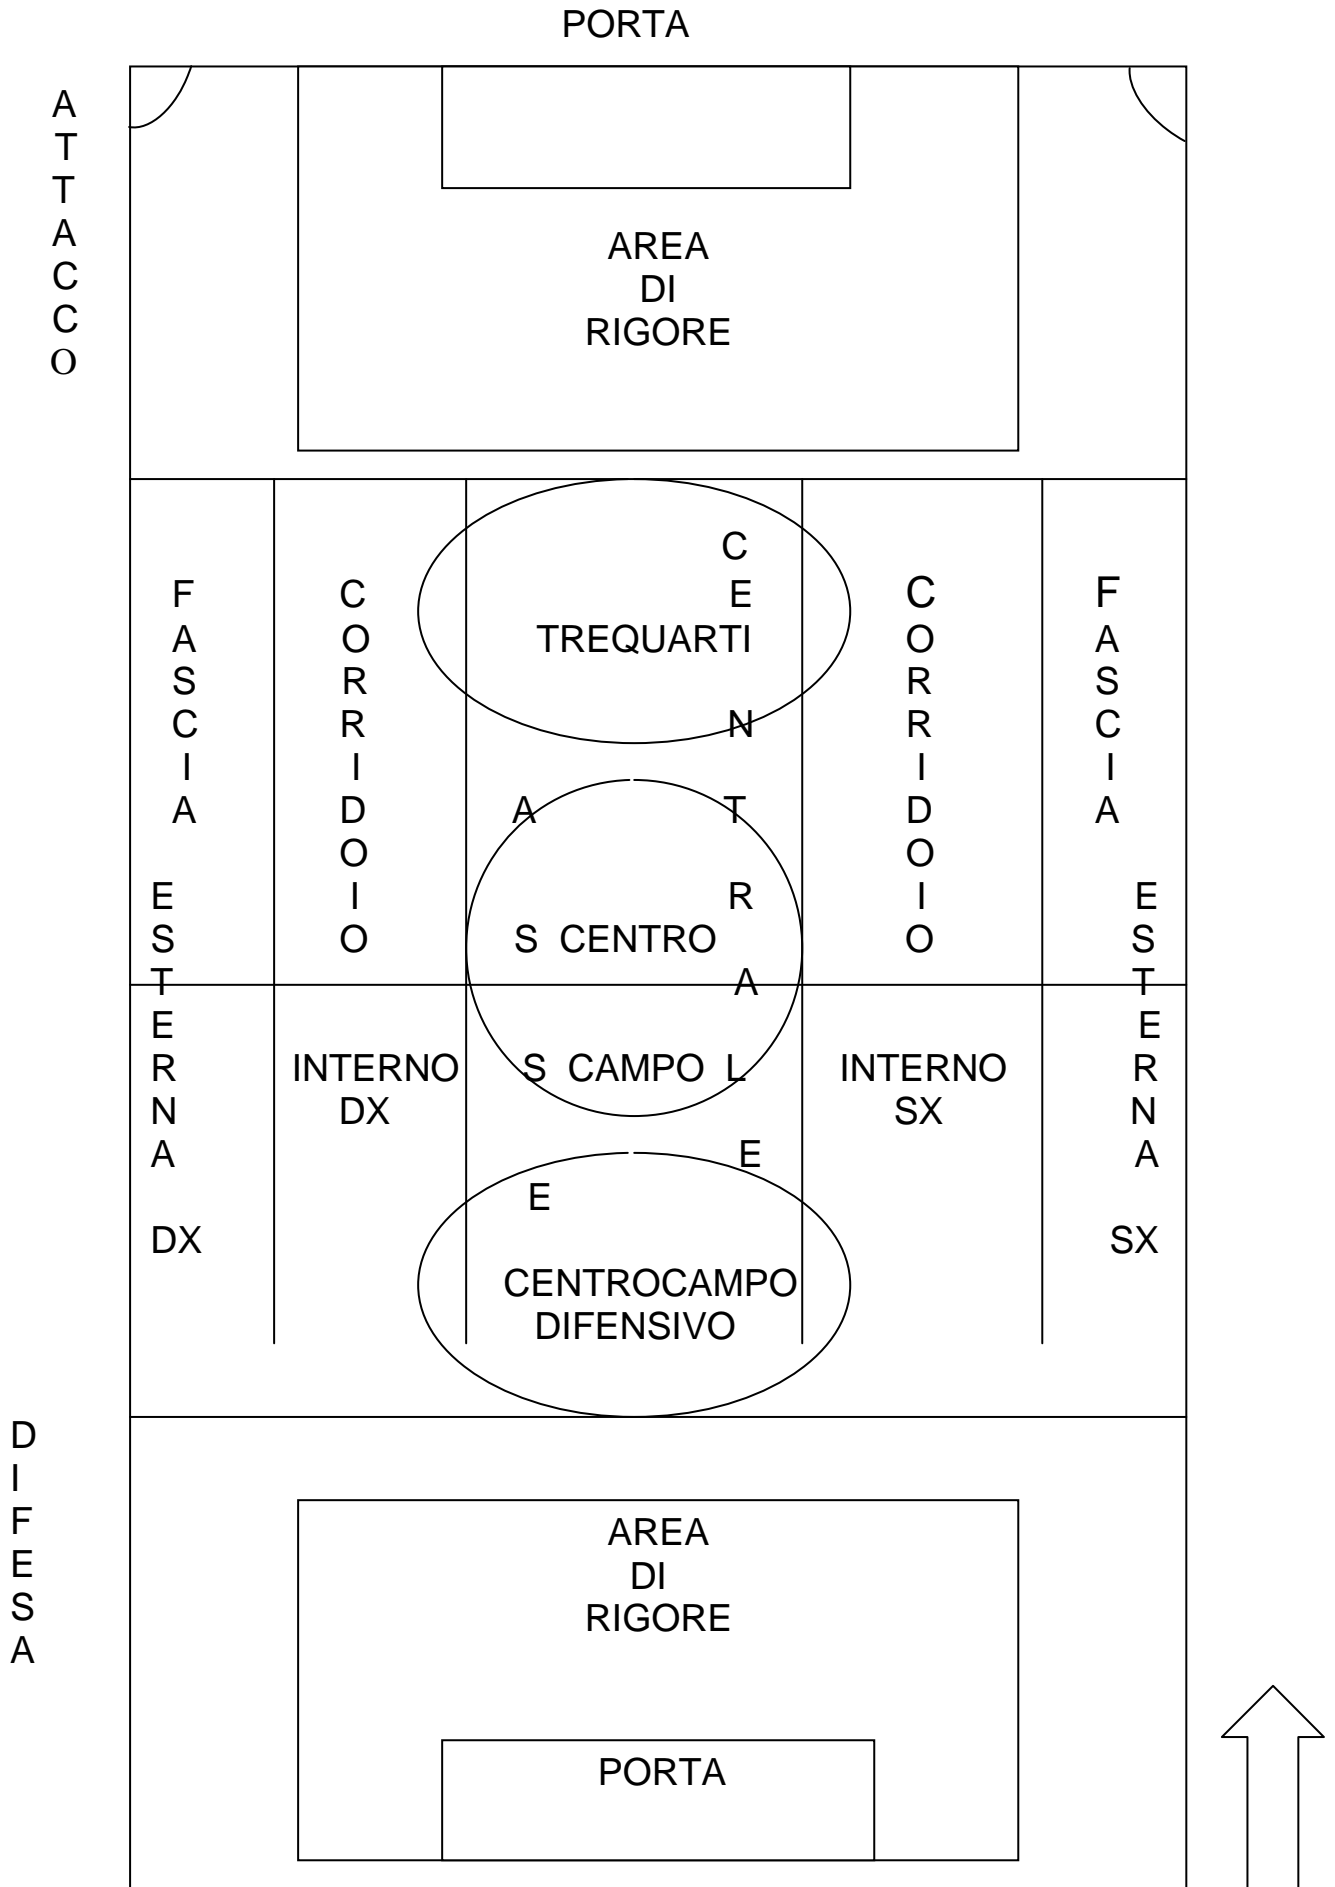 PORTA
ATTACCO
AREA
DI
RIGORE
FASCIA ESTERNA DX
CORRIDOIO
INTERNO
DX
ASSE
CENTRALE
TREQUARTI
CENTRO
CAMPO
CENTROCAMPO
DIFENSIVO
CORRIDOIO
INTERNO
SX
FASCIA ESTERNA SX
DIFESA
AREA
DI
RIGORE
PORTA